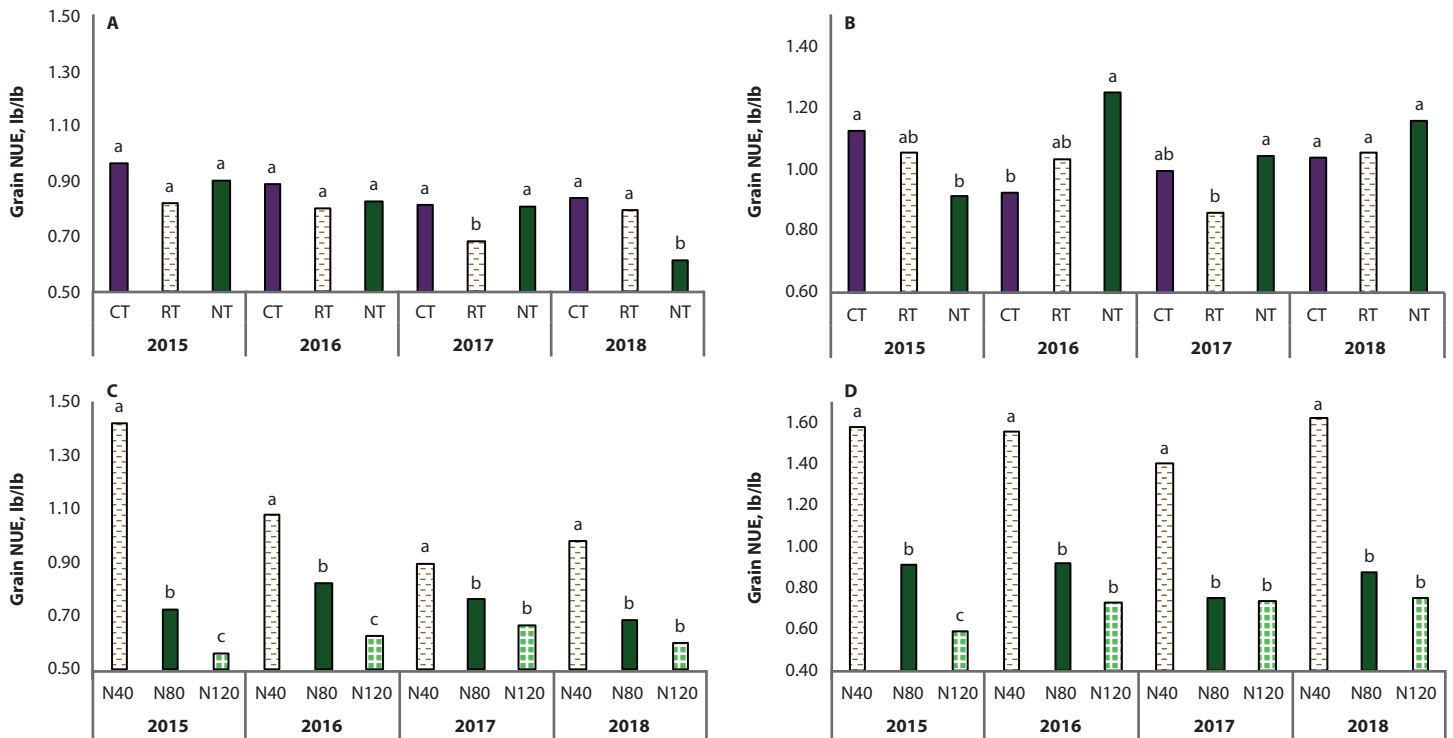 A
Grain NUE, lb/lb
1.50
1.30
1.10
0.90
0.70
0.50
a a a a a a a b a a a b
CT RT NT CT RT NT CT RT NT CT RT NT
2015 2016 2017 2018
B
Grain NUE, lb/lb
1.40
1.20
1.00
0.80
0.60
a ab b b ab a ab b a a a a
CT RT NT CT RT NT CT RT NT CT RT NT
2015 2016 2017 2018
C
Grain NUE, lb/lb
1.50
1.30
1.10
0.90
0.70
0.50
a b c a b c a b b a b b
N40 N80 N120 N40 N80 N120 N40 N80 N120 N40 N80 N120
2015 2016 2017 2018
D
Grain NUE, lb/lb
1.60
1.40
1.20
1.00
0.80
0.60
0.40
a b c a b b a b b a b b
N40 N80 N120 N40 N80 N120 N40 N80 N120 N40 N80 N120
2015 2016 2017 2018